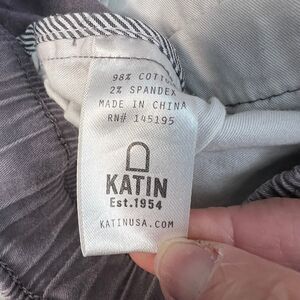 98% COTTON
2% SPANDEX
MADE IN CHINA
RN# 145195
KATIN
Est.1954
KATINUSA.COM